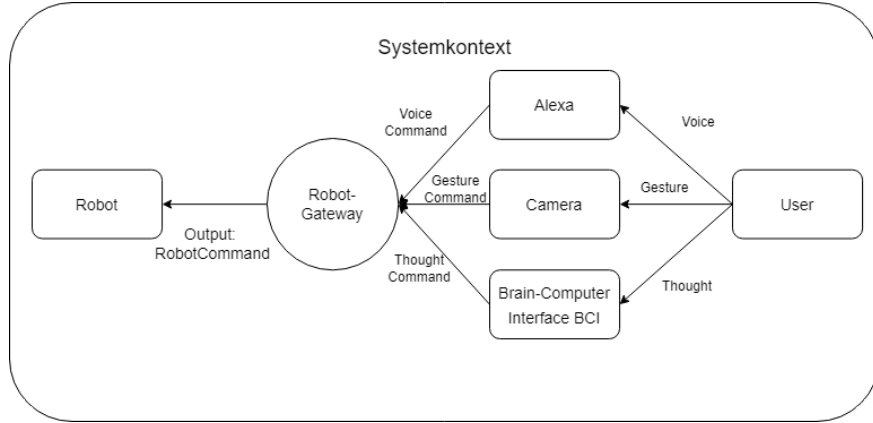 Systemkontext
Alexa
Voice
Command
Voice
Robot
Robot-
Gateway
Gesture
Command
Camera
Gesture
User
Output:
RobotCommand
Thought
Command
Brain-Computer
Interface BCI
Thought